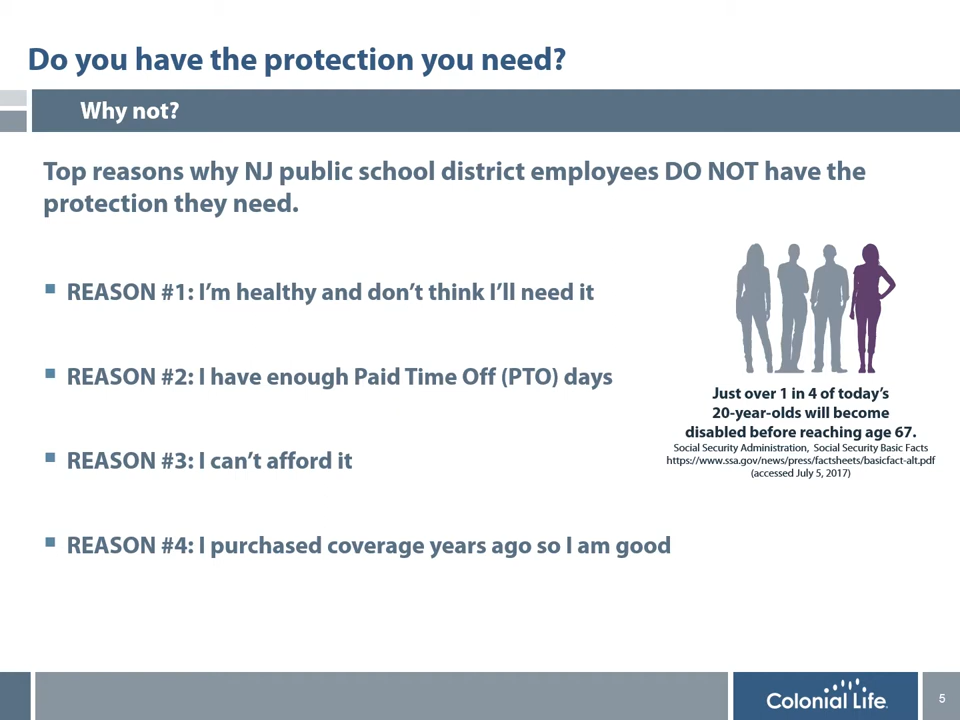 Do you have the protection you need?
Why not?
Top reasons why NJ public school district employees DO NOT have the
protection they need.
▪ REASON #1: I’m healthy and don’t think I’ll need it
▪ REASON #2: I have enough Paid Time Off (PTO) days
▪ REASON #3: I can’t afford it
▪ REASON #4: I purchased coverage years ago so I am good
Just over 1 in 4 of today’s
20-year-olds will become
disabled before reaching age 67.
Social Security Administration, Social Security Basic Facts
https://www.ssa.gov/news/press/factsheets/basicfact-alt.pdf
(accessed July 5, 2017)
Colonial Life.
5